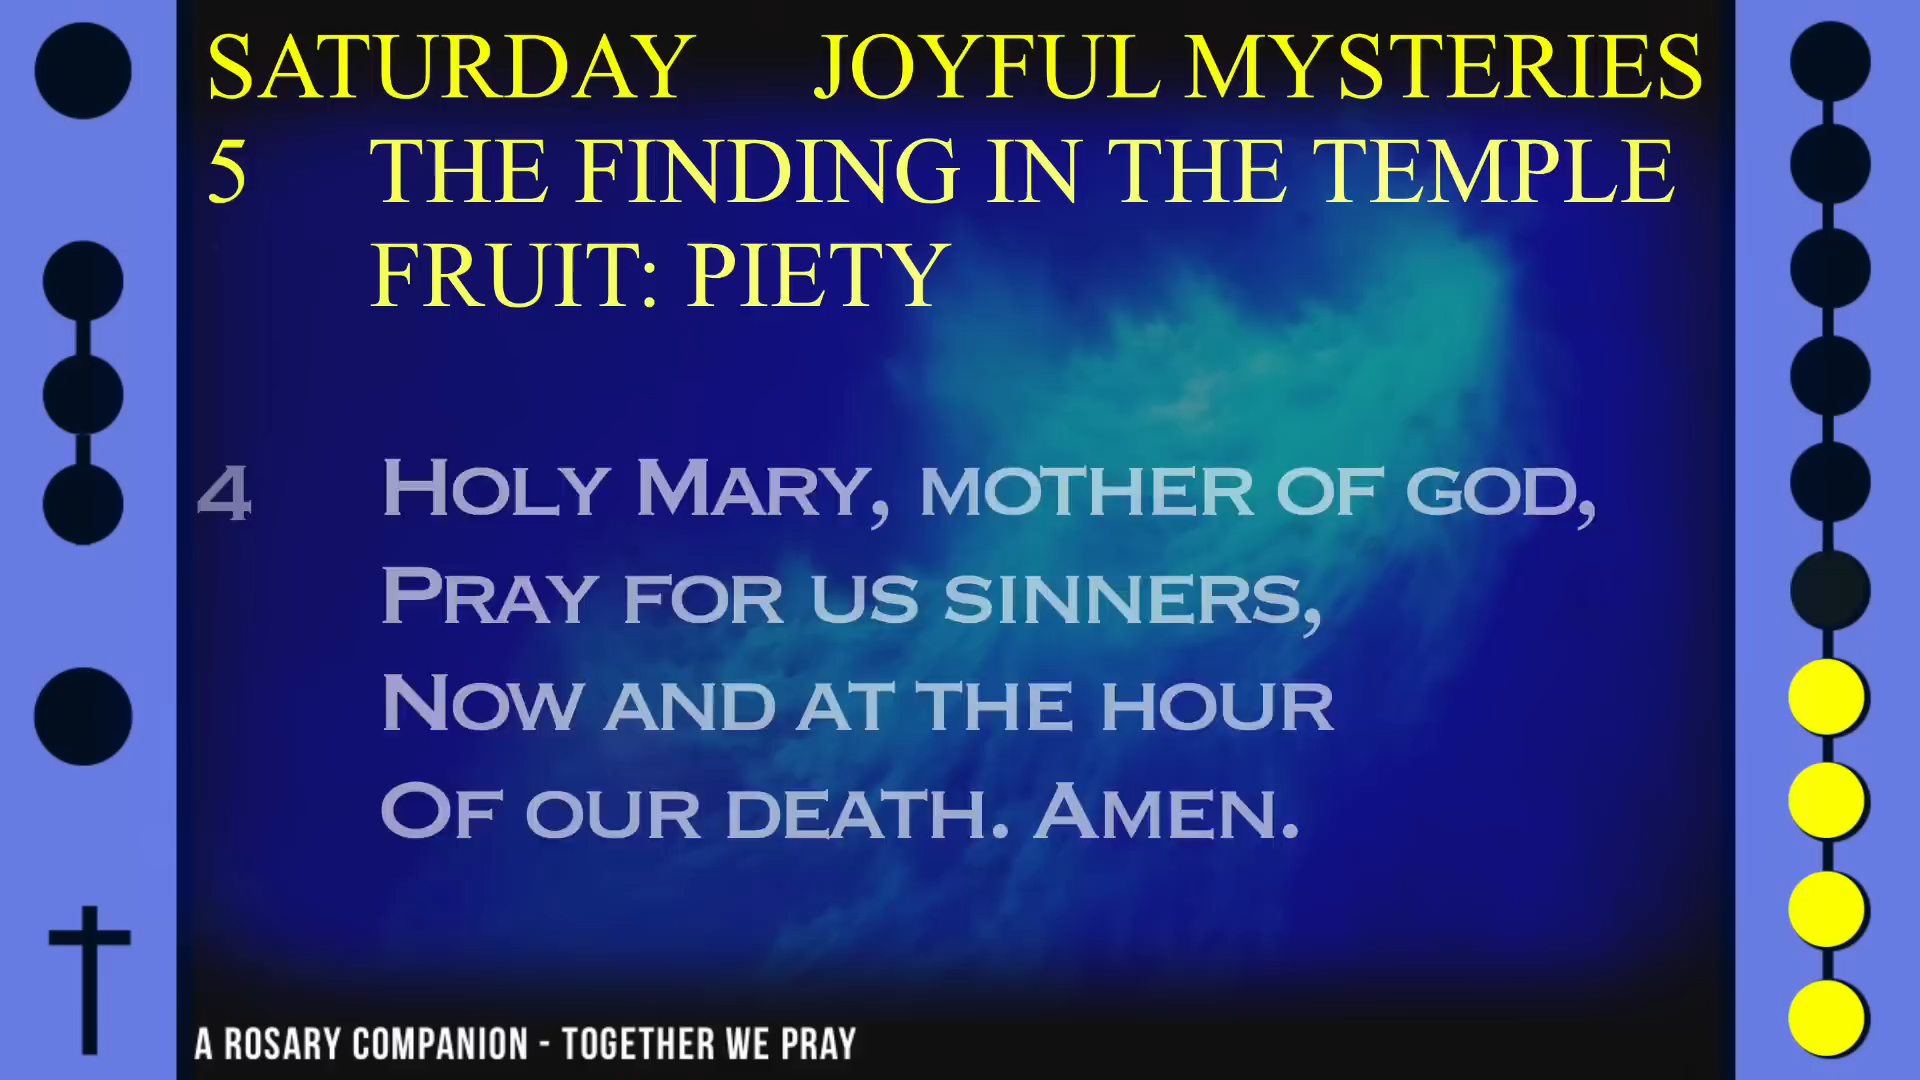 SATURDAY JOYFUL MYSTERIES
5 THE FINDING IN THE TEMPLE
FRUIT: PIETY
4 HOLY MARY, MOTHER OF GOD,
PRAY FOR US SINNERS,
NOW AND AT THE HOUR
OF OUR DEATH. AMEN.
A ROSARY COMPANION - TOGETHER WE PRAY